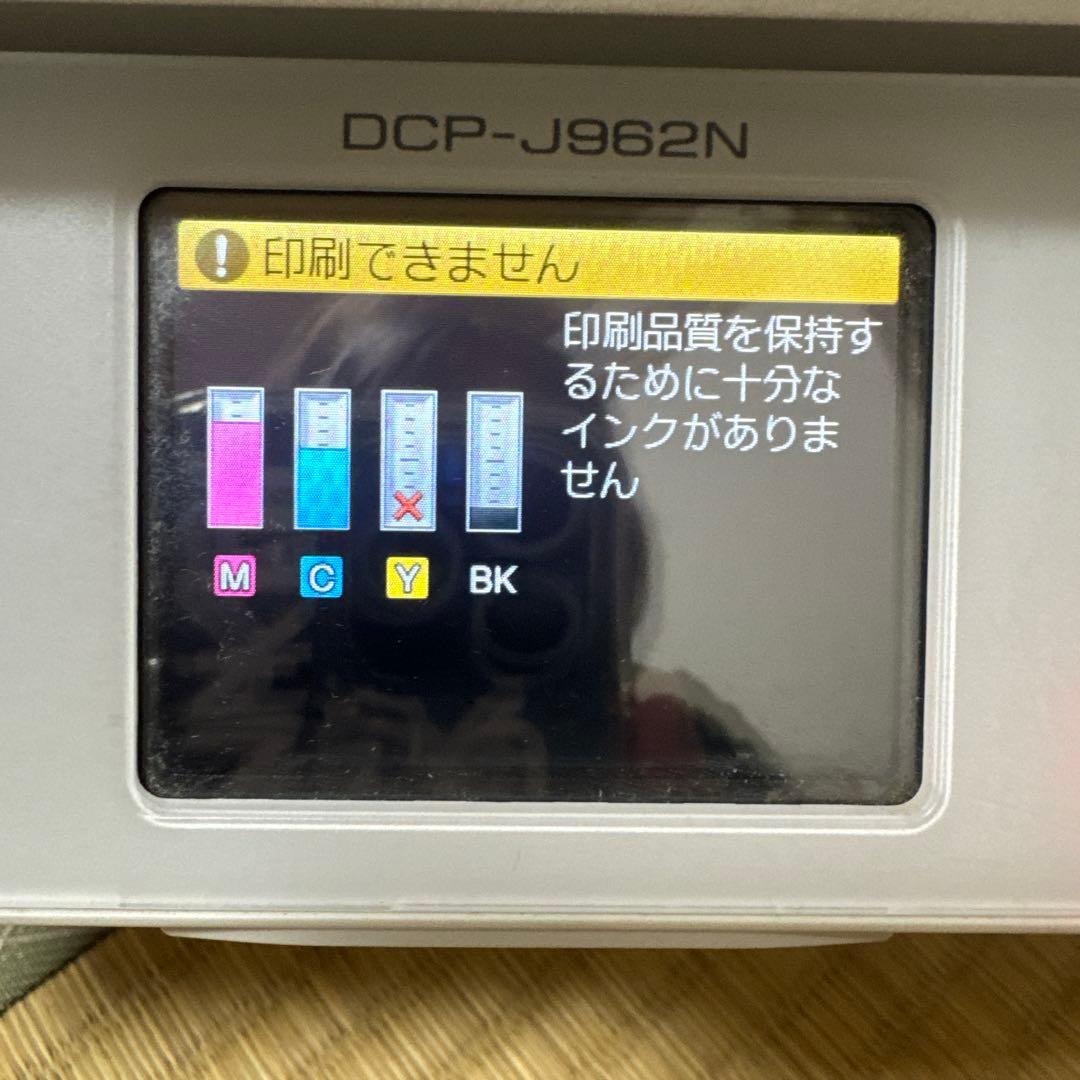 DCP-J962N
! 印刷できません
印刷品質を保持す
るために十分な
インクがありま
せん
M C Y BK